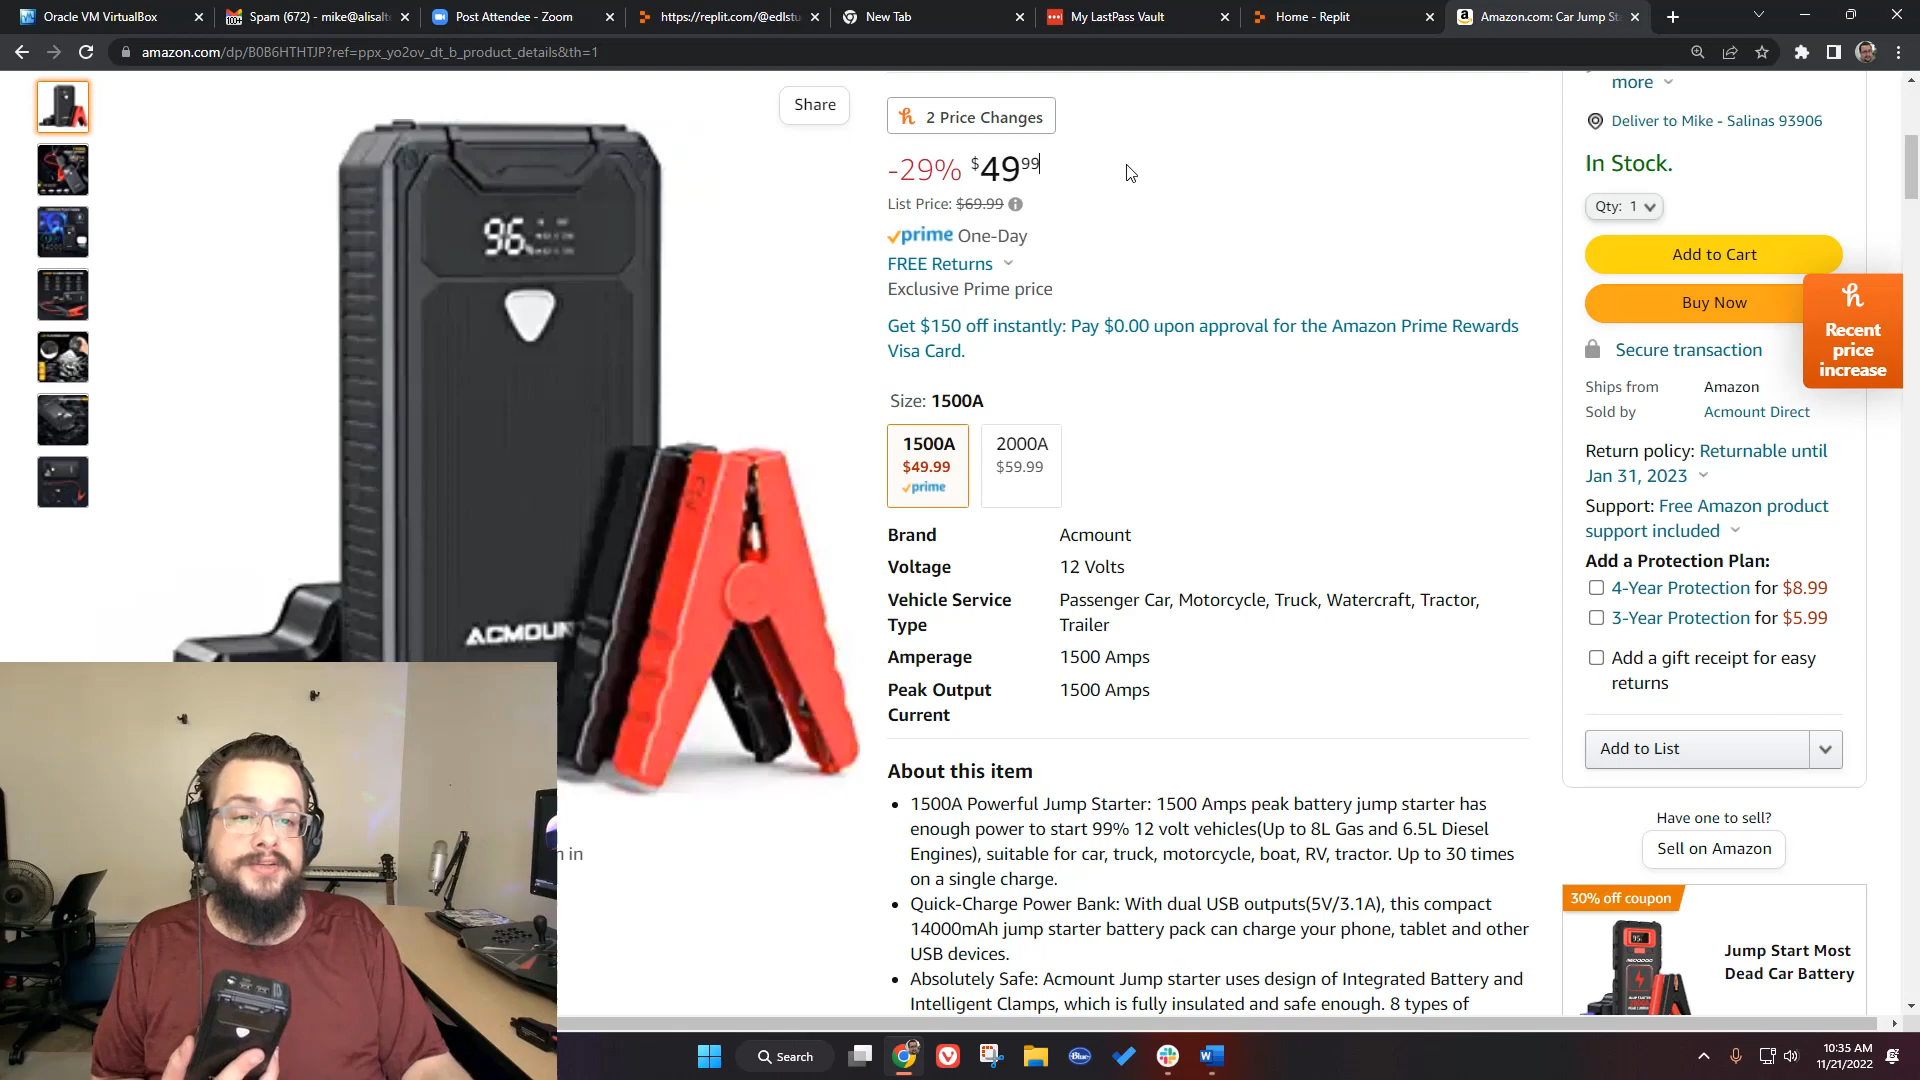 Oracle VM VirtualBox
Spam (672) - mike@alisalt
Post Attendee - Zoom
https://replit.com/@edlstu
New Tab
My LastPass Vault
Home - Replit
Amazon.com: Car Jump St
amazon.com/dp/B0B6HTHTJP?ref=ppx_yo2ov_dt_b_product_details&th=1
Share
96%
ACMOUN
n in
2 Price Changes
-29% $49 99
List Price: $69.99
prime One-Day
FREE Returns
Exclusive Prime price
Get $150 off instantly: Pay $0.00 upon approval for the Amazon Prime Rewards
Visa Card.
Size: 1500A
1500A
$49.99
prime
2000A
$59.99
Brand Acmount
Voltage 12 Volts
Vehicle Service Type Passenger Car, Motorcycle, Truck, Watercraft, Tractor,
Trailer
Amperage 1500 Amps
Peak Output Current 1500 Amps
About this item
1500A Powerful Jump Starter: 1500 Amps peak battery jump starter has
enough power to start 99% 12 volt vehicles(Up to 8L Gas and 6.5L Diesel
Engines), suitable for car, truck, motorcycle, boat, RV, tractor. Up to 30 times
on a single charge.
Quick-Charge Power Bank: With dual USB outputs(5V/3.1A), this compact
14000mAh jump starter battery pack can charge your phone, tablet and other
USB devices.
Absolutely Safe: Acmount Jump starter uses design of Integrated Battery and
Intelligent Clamps, which is fully insulated and safe enough. 8 types of
more
Deliver to Mike - Salinas 93906
In Stock.
Qty: 1
Add to Cart
Buy Now
Recent
price
increase
Secure transaction
Ships from Amazon
Sold by Acmount Direct
Return policy: Returnable until
Jan 31, 2023
Support: Free Amazon product
support included
Add a Protection Plan:
4-Year Protection for $8.99
3-Year Protection for $5.99
Add a gift receipt for easy
returns
Add to List
Have one to sell?
Sell on Amazon
30% off coupon
Jump Start Most
Dead Car Battery
Search
Blue
10:35 AM
11/21/2022